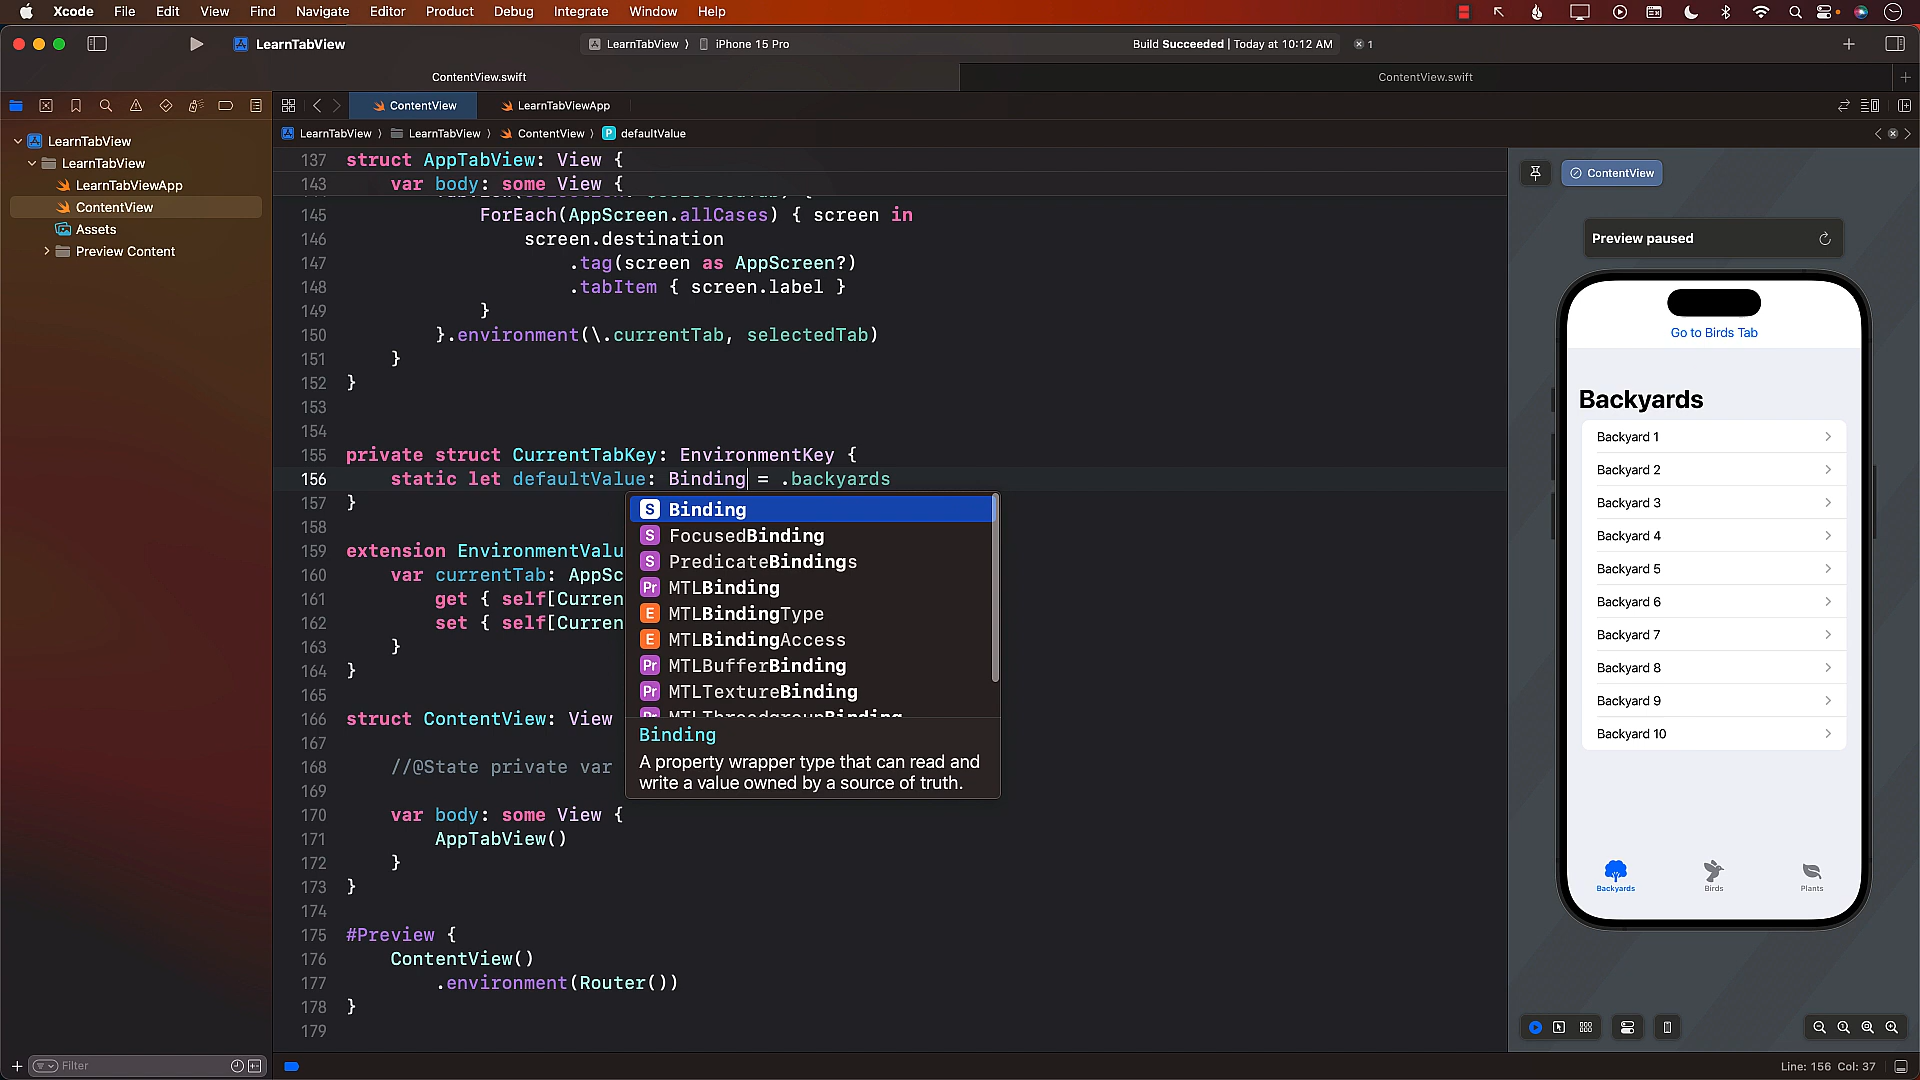 Xcode File Edit View Find Navigate Editor Product Debug Integrate Window Help
LearnTabView
LearnTabView 〉 iPhone 15 Pro
Build Succeeded | Today at 10:12 AM
1
ContentView.swift
ContentView.swift
ContentView
LearnTabViewApp
LearnTabView 〉 LearnTabView 〉 ContentView 〉 P defaultValue
LearnTabView
LearnTabView
LearnTabViewApp
ContentView
Assets
Preview Content
137 struct AppTabView: View {
143 var body: some View {
145 ForEach(AppScreen.allCases) { screen in
146 screen.destination
147 .tag(screen as AppScreen?)
148 .tabItem { screen.label }
149 }
150 }.environment(\.currentTab, selectedTab)
151 }
152 }
153
154
155 private struct CurrentTabKey: EnvironmentKey {
156 static let defaultValue: Binding = .backyards
157 }
158
159 extension EnvironmentValu
160 var currentTab: AppSc
161 get { self[Curren
162 set { self[Curren
163 }
164 }
165
166 struct ContentView: View
167
168 //@State private var
169
170 var body: some View {
171 AppTabView()
172 }
173 }
174
175 #Preview {
176 ContentView()
177 .environment(Router())
178 }
179
S Binding
S FocusedBinding
S PredicateBindings
Pr MTLBinding
E MTLBindingType
E MTLBindingAccess
Pr MTLBufferBinding
Pr MTLTextureBinding
Binding
A property wrapper type that can read and
write a value owned by a source of truth.
ContentView
Preview paused
Go to Birds Tab
Backyards
Backyard 1
Backyard 2
Backyard 3
Backyard 4
Backyard 5
Backyard 6
Backyard 7
Backyard 8
Backyard 9
Backyard 10
Backyards Birds Plants
Filter
Line: 156 Col: 37